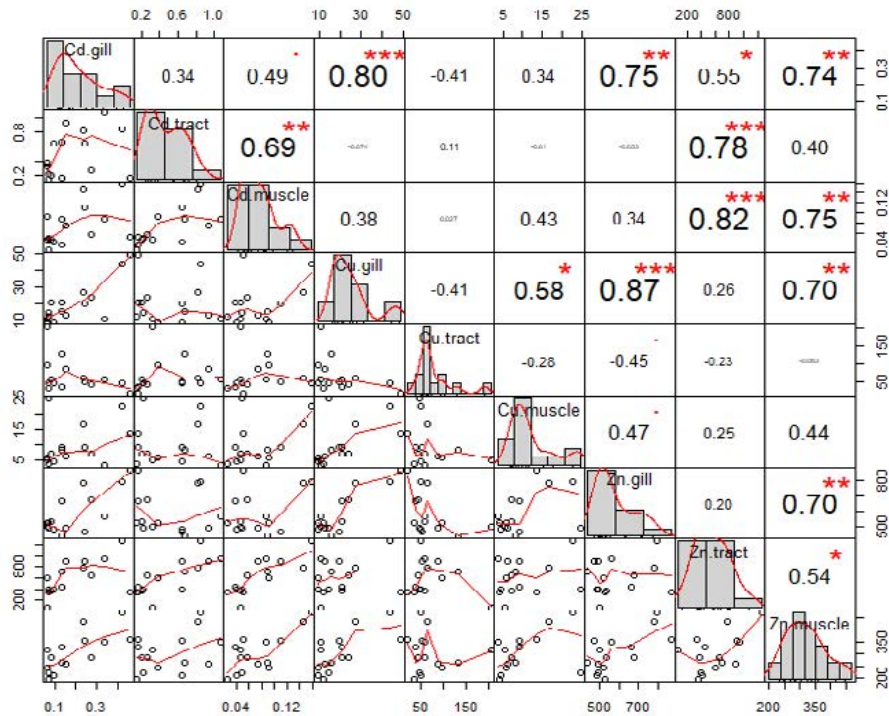 0.2 0.6 1.0 10 30 50 5 15 25 200 800
Cd.gill 0.34 0.49 . 0.80 *** -0.41 0.34 0.75 ** 0.55 * 0.74 ** 0.1 0.3
0.2 0.8 Cd.tract 0.69 ** 0.11 0.78 *** 0.40
Cd.muscle 0.38 0.027 0.43 0.34 0.82 *** 0.75 ** 0.04 0.12
10 30 50 Cu.gill -0.41 0.58 * 0.87 *** 0.26 0.70 **
Cu.tract -0.28 -0.45 . -0.23 50 150
5 15 25 Cu.muscle 0.47 . 0.25 0.44
Zn.gill 0.20 0.70 ** 500 800
200 800 Zn.tract 0.54 *
Zn.muscle 200 350
0.1 0.3 0.04 0.12 50 150 500 700 200 350